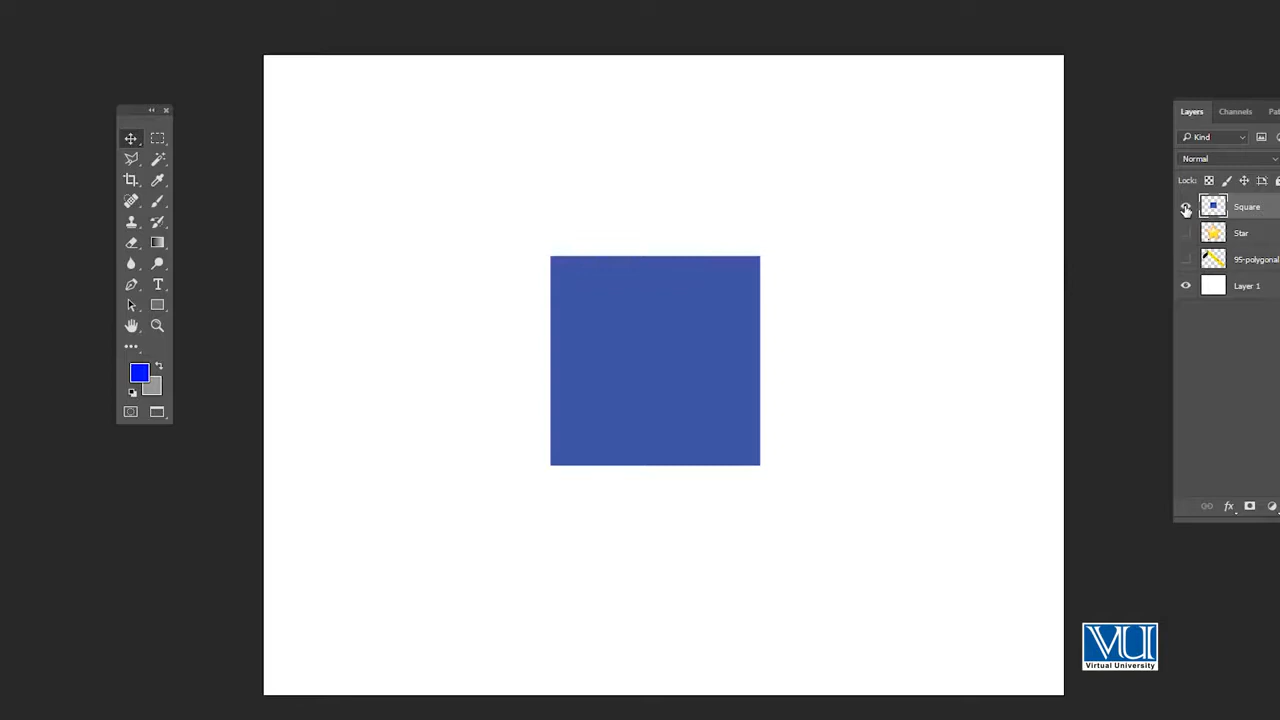 Layers
Channels
Kind
Normal
Lock:
Square
Star
95-polygonal
Layer 1
T
fx
VU
Virtual University